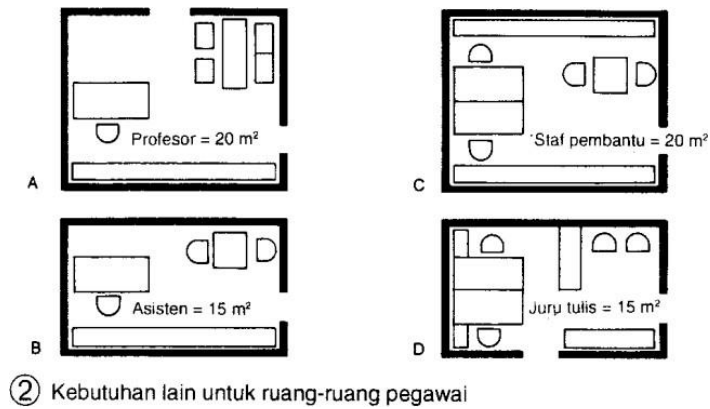 A
Profesor = 20 m²
C
Staf pembantu = 20 m²
B
Asisten = 15 m²
D
Juru tulis = 15 m²
② Kebutuhan lain untuk ruang-ruang pegawai